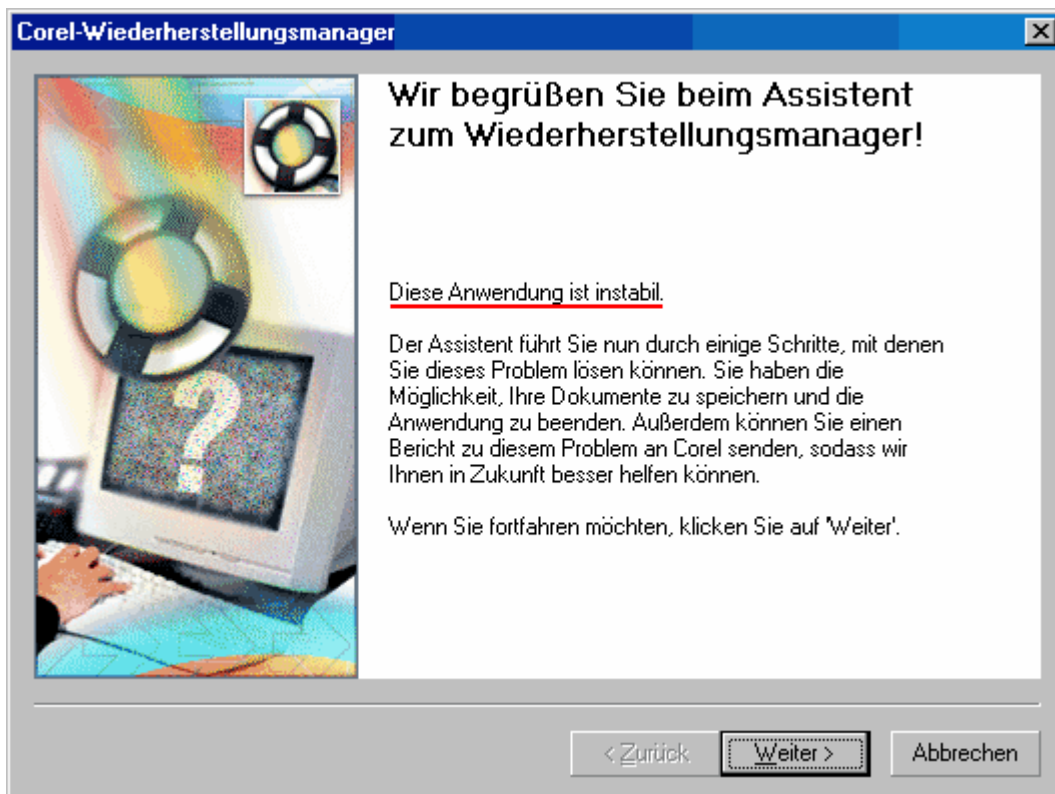 Corel-Wiederherstellungsmanager
Wir begrüßen Sie beim Assistent
zum Wiederherstellungsmanager!
Diese Anwendung ist instabil.
Der Assistent führt Sie nun durch einige Schritte, mit denen
Sie dieses Problem lösen können. Sie haben die
Möglichkeit, Ihre Dokumente zu speichern und die
Anwendung zu beenden. Außerdem können Sie einen
Bericht zu diesem Problem an Corel senden, sodass wir
Ihnen in Zukunft besser helfen können.
Wenn Sie fortfahren möchten, klicken Sie auf 'Weiter'.
?
< Zurück
Weiter >
Abbrechen